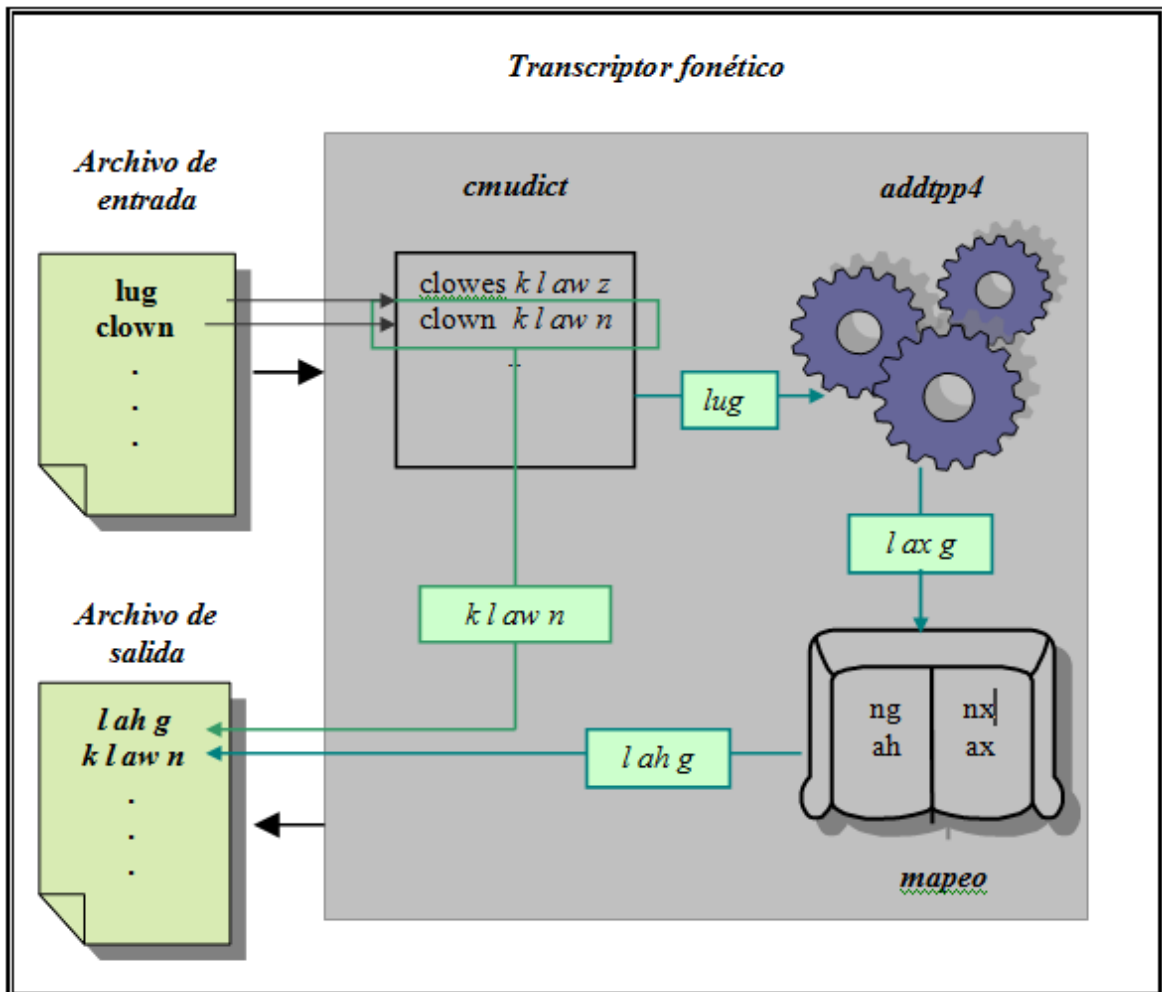 Transcriptor fonético
Archivo de
entrada
lug
clown
.
.
.
cmudict
clowes k l aw z
clown k l aw n
addtpp4
lug
l ax g
k l aw n
ng nx
ah ax
mapeo
l ah g
Archivo de
salida
l ah g
k l aw n
.
.
.